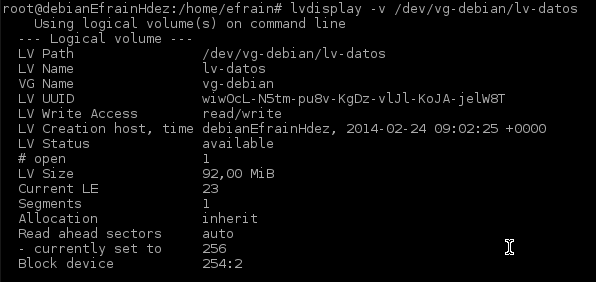 root@debianEfrainHdez:/home/efrain# lvdisplay -v /dev/vg-debian/lv-datos
Using logical volume(s) on command line
--- Logical volume ---
LV Path /dev/vg-debian/lv-datos
LV Name lv-datos
VG Name vg-debian
LV UUID wiwOcL-N5tm-pu8v-KgDz-vlJl-KoJA-jelW8T
LV Write Access read/write
LV Creation host, time debianEfrainHdez, 2014-02-24 09:02:25 +0000
LV Status available
# open 1
LV Size 92,00 MiB
Current LE 23
Segments 1
Allocation inherit
Read ahead sectors auto
- currently set to 256
Block device 254:2